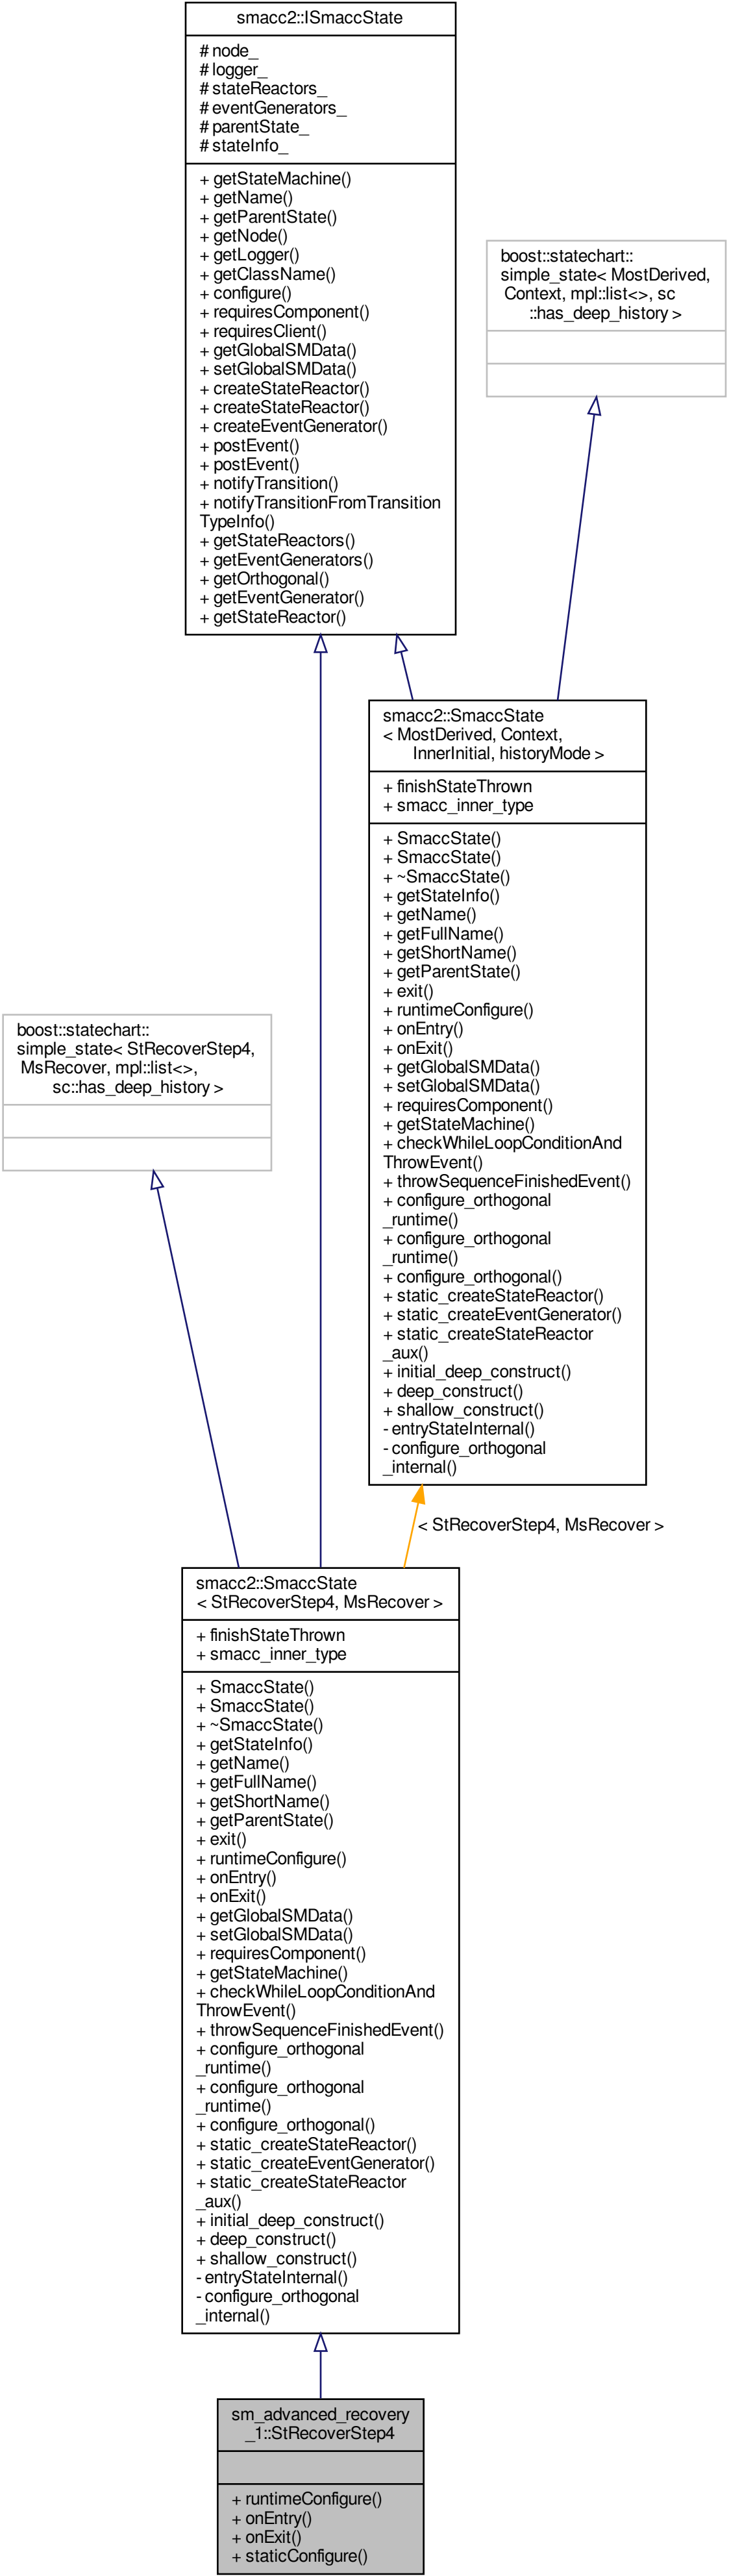 smacc2::ISmaccState
# node_
# logger_
# stateReactors_
# eventGenerators_
# parentState_
# stateInfo_
+ getStateMachine()
+ getName()
+ getParentState()
+ getNode()
+ getLogger()
+ getClassName()
+ configure()
+ requiresComponent()
+ requiresClient()
+ getGlobalSMData()
+ setGlobalSMData()
+ createStateReactor()
+ createStateReactor()
+ createEventGenerator()
+ postEvent()
+ postEvent()
+ notifyTransition()
+ notifyTransitionFromTransition
TypeInfo()
+ getStateReactors()
+ getEventGenerators()
+ getOrthogonal()
+ getEventGenerator()
+ getStateReactor()
boost::statechart::
simple_state< MostDerived,
Context, mpl::list<>, sc
::has_deep_history >
smacc2::SmaccState
< MostDerived, Context,
InnerInitial, historyMode >
+ finishStateThrown
+ smacc_inner_type
+ SmaccState()
+ SmaccState()
+ ~SmaccState()
+ getStateInfo()
+ getName()
+ getFullName()
+ getShortName()
+ getParentState()
+ exit()
+ runtimeConfigure()
+ onEntry()
+ onExit()
+ getGlobalSMData()
+ setGlobalSMData()
+ requiresComponent()
+ getStateMachine()
+ checkWhileLoopConditionAnd
ThrowEvent()
+ throwSequenceFinishedEvent()
+ configure_orthogonal
_runtime()
+ configure_orthogonal
_runtime()
+ configure_orthogonal()
+ static_createStateReactor()
+ static_createEventGenerator()
+ static_createStateReactor
_aux()
+ initial_deep_construct()
+ deep_construct()
+ shallow_construct()
- entryStateInternal()
- configure_orthogonal
_internal()
boost::statechart::
simple_state< StRecoverStep4,
MsRecover, mpl::list<>,
sc::has_deep_history >
< StRecoverStep4, MsRecover >
smacc2::SmaccState
< StRecoverStep4, MsRecover >
+ finishStateThrown
+ smacc_inner_type
+ SmaccState()
+ SmaccState()
+ ~SmaccState()
+ getStateInfo()
+ getName()
+ getFullName()
+ getShortName()
+ getParentState()
+ exit()
+ runtimeConfigure()
+ onEntry()
+ onExit()
+ getGlobalSMData()
+ setGlobalSMData()
+ requiresComponent()
+ getStateMachine()
+ checkWhileLoopConditionAnd
ThrowEvent()
+ throwSequenceFinishedEvent()
+ configure_orthogonal
_runtime()
+ configure_orthogonal
_runtime()
+ configure_orthogonal()
+ static_createStateReactor()
+ static_createEventGenerator()
+ static_createStateReactor
_aux()
+ initial_deep_construct()
+ deep_construct()
+ shallow_construct()
- entryStateInternal()
- configure_orthogonal
_internal()
sm_advanced_recovery
_1::StRecoverStep4
+ runtimeConfigure()
+ onEntry()
+ onExit()
+ staticConfigure()